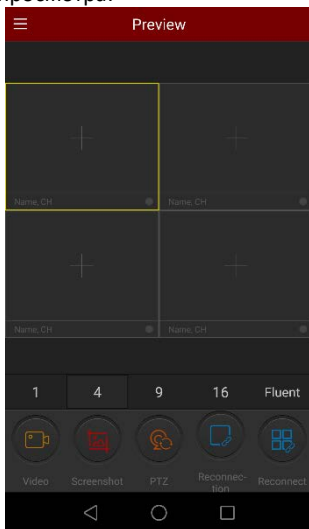 просмотра.
Preview
Name, CH Name, CH
Name, CH Name, CH
1 4 9 16 Fluent
Video Screenshot PTZ Reconnec-
tion Reconnect